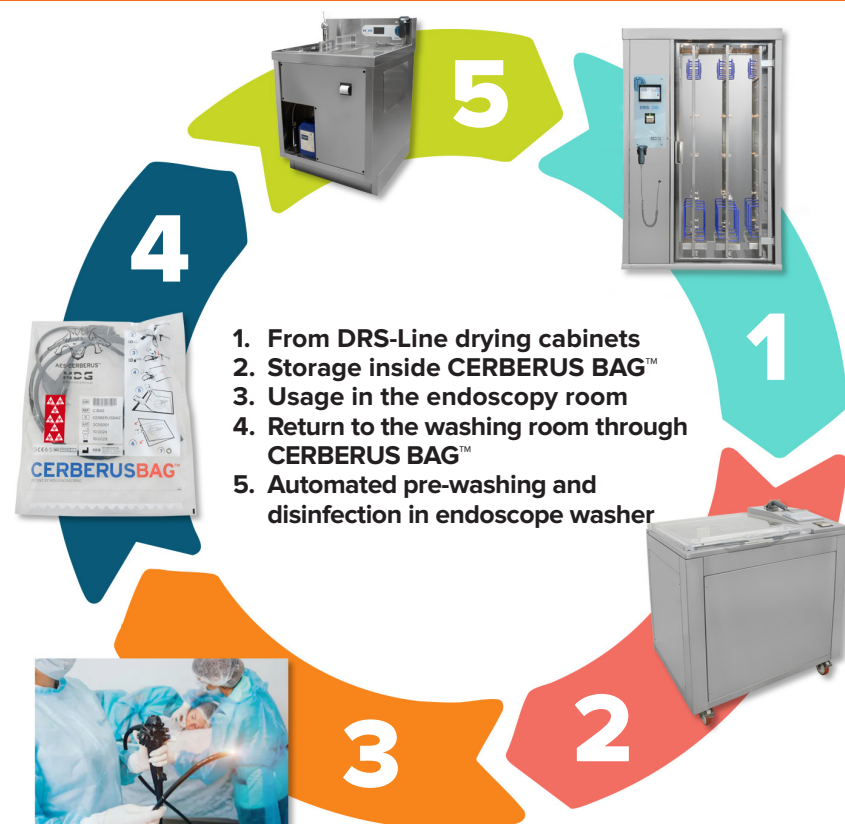 5
4
1
1. From DRS-Line drying cabinets
2. Storage inside CERBERUS BAG™
3. Usage in the endoscopy room
4. Return to the washing room through
CERBERUS BAG™
5. Automated pre-washing and
disinfection in endoscope washer
AES-CERBERUS™
CERBERUSBAG™
2
3